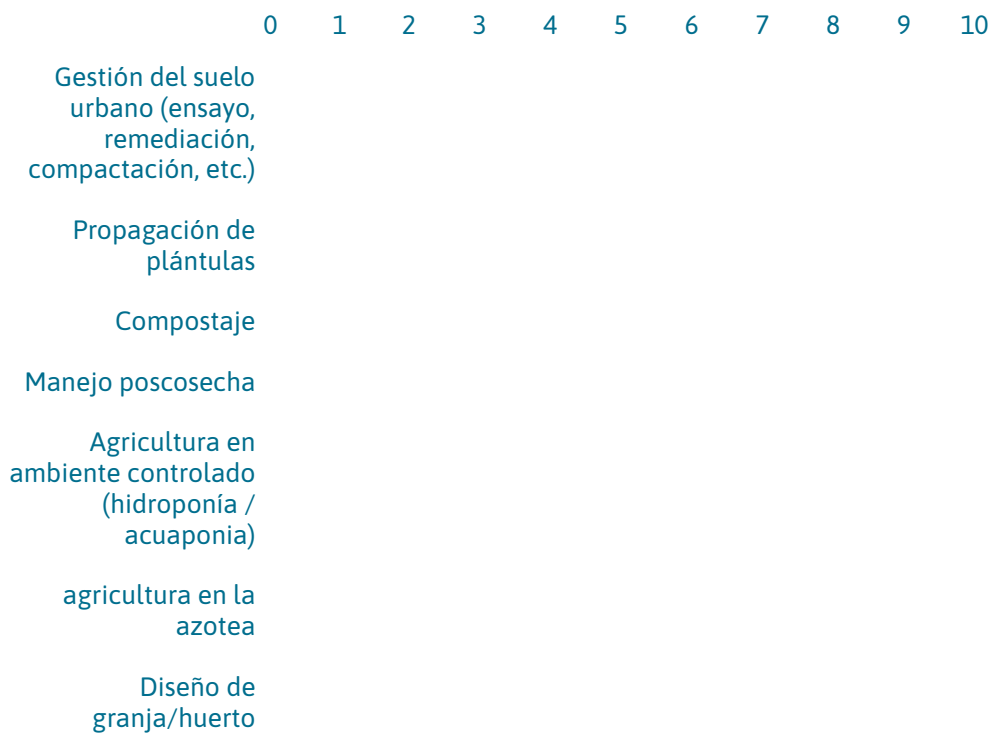 0 1 2 3 4 5 6 7 8 9 10
Gestión del suelo
urbano (ensayo,
remediación,
compactación, etc.)
Propagación de
plántulas
Compostaje
Manejo poscosecha
Agricultura en
ambiente controlado
(hidroponía /
acuaponia)
agricultura en la
azotea
Diseño de
granja/huerto